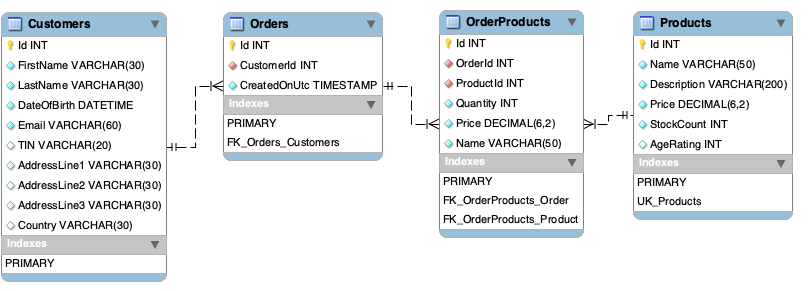 Customers
Id INT
FirstName VARCHAR(30)
LastName VARCHAR(30)
DateOfBirth DATETIME
Email VARCHAR(60)
TIN VARCHAR(20)
AddressLine1 VARCHAR(30)
AddressLine2 VARCHAR(30)
AddressLine3 VARCHAR(30)
Country VARCHAR(30)
Indexes
PRIMARY
Orders
Id INT
CustomerId INT
CreatedOnUtc TIMESTAMP
Indexes
PRIMARY
FK_Orders_Customers
OrderProducts
Id INT
OrderId INT
ProductId INT
Quantity INT
Price DECIMAL(6,2)
Name VARCHAR(50)
Indexes
PRIMARY
FK_OrderProducts_Order
FK_OrderProducts_Product
Products
Id INT
Name VARCHAR(50)
Description VARCHAR(200)
Price DECIMAL(6,2)
StockCount INT
AgeRating INT
Indexes
PRIMARY
UK_Products